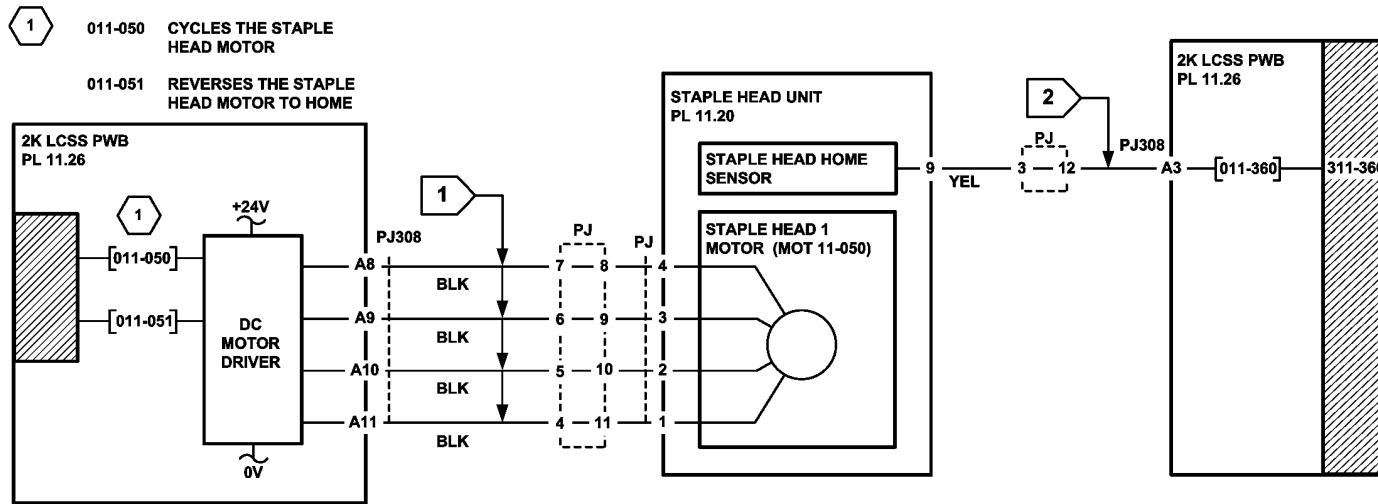 1
011-050 CYCLES THE STAPLE
HEAD MOTOR
011-051 REVERSES THE STAPLE
HEAD MOTOR TO HOME
2K LCSS PWB
PL 11.26
1
[011-050]
[011-051]
+24V
DC
MOTOR
DRIVER
0V
PJ308
A8
A9
A10
A11
1
BLK
BLK
BLK
BLK
PJ
7 8
6 9
5 10
4 11
PJ
4
3
2
1
STAPLE HEAD UNIT
PL 11.20
STAPLE HEAD HOME
SENSOR
STAPLE HEAD 1
MOTOR (MOT 11-050)
9
YEL
PJ
3 12
2
PJ308
2K LCSS PWB
PL 11.26
A3
[011-360]
311-360